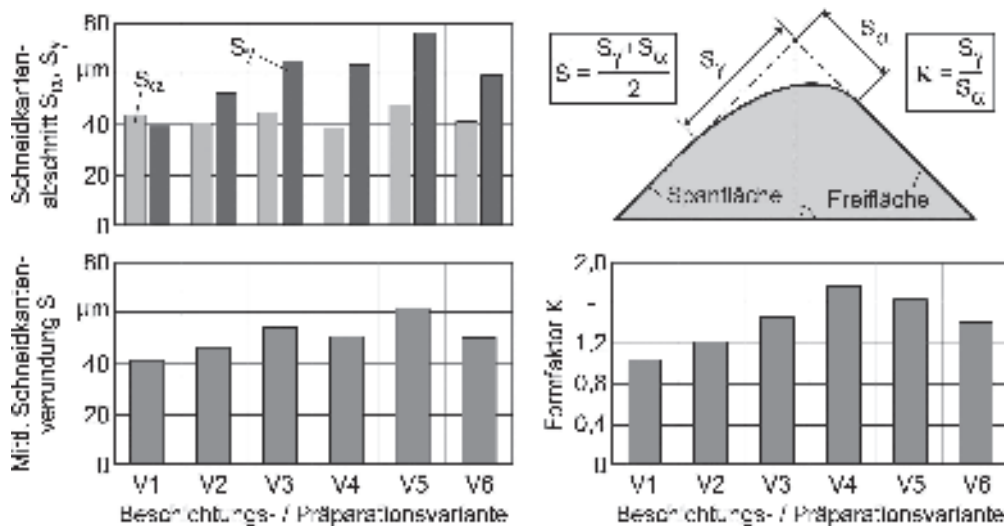 Schneidkanten-
abschnitt Sα, Sγ
80
µm
40
20
0
Sα
Sγ
S = (Sγ + Sα) / 2
Sγ
Sα
κ = Sγ / Sα
Spanfläche
Freifläche
Mittl. Schneidkanten-
verrundung S
80
µm
40
20
0
V1 V2 V3 V4 V5 V6
Beschichtungs- / Präparationsvariante
Formfaktor K
2,0
-
1,2
0,8
0,4
0
V1 V2 V3 V4 V5 V6
Beschichtungs- / Präparationsvariante